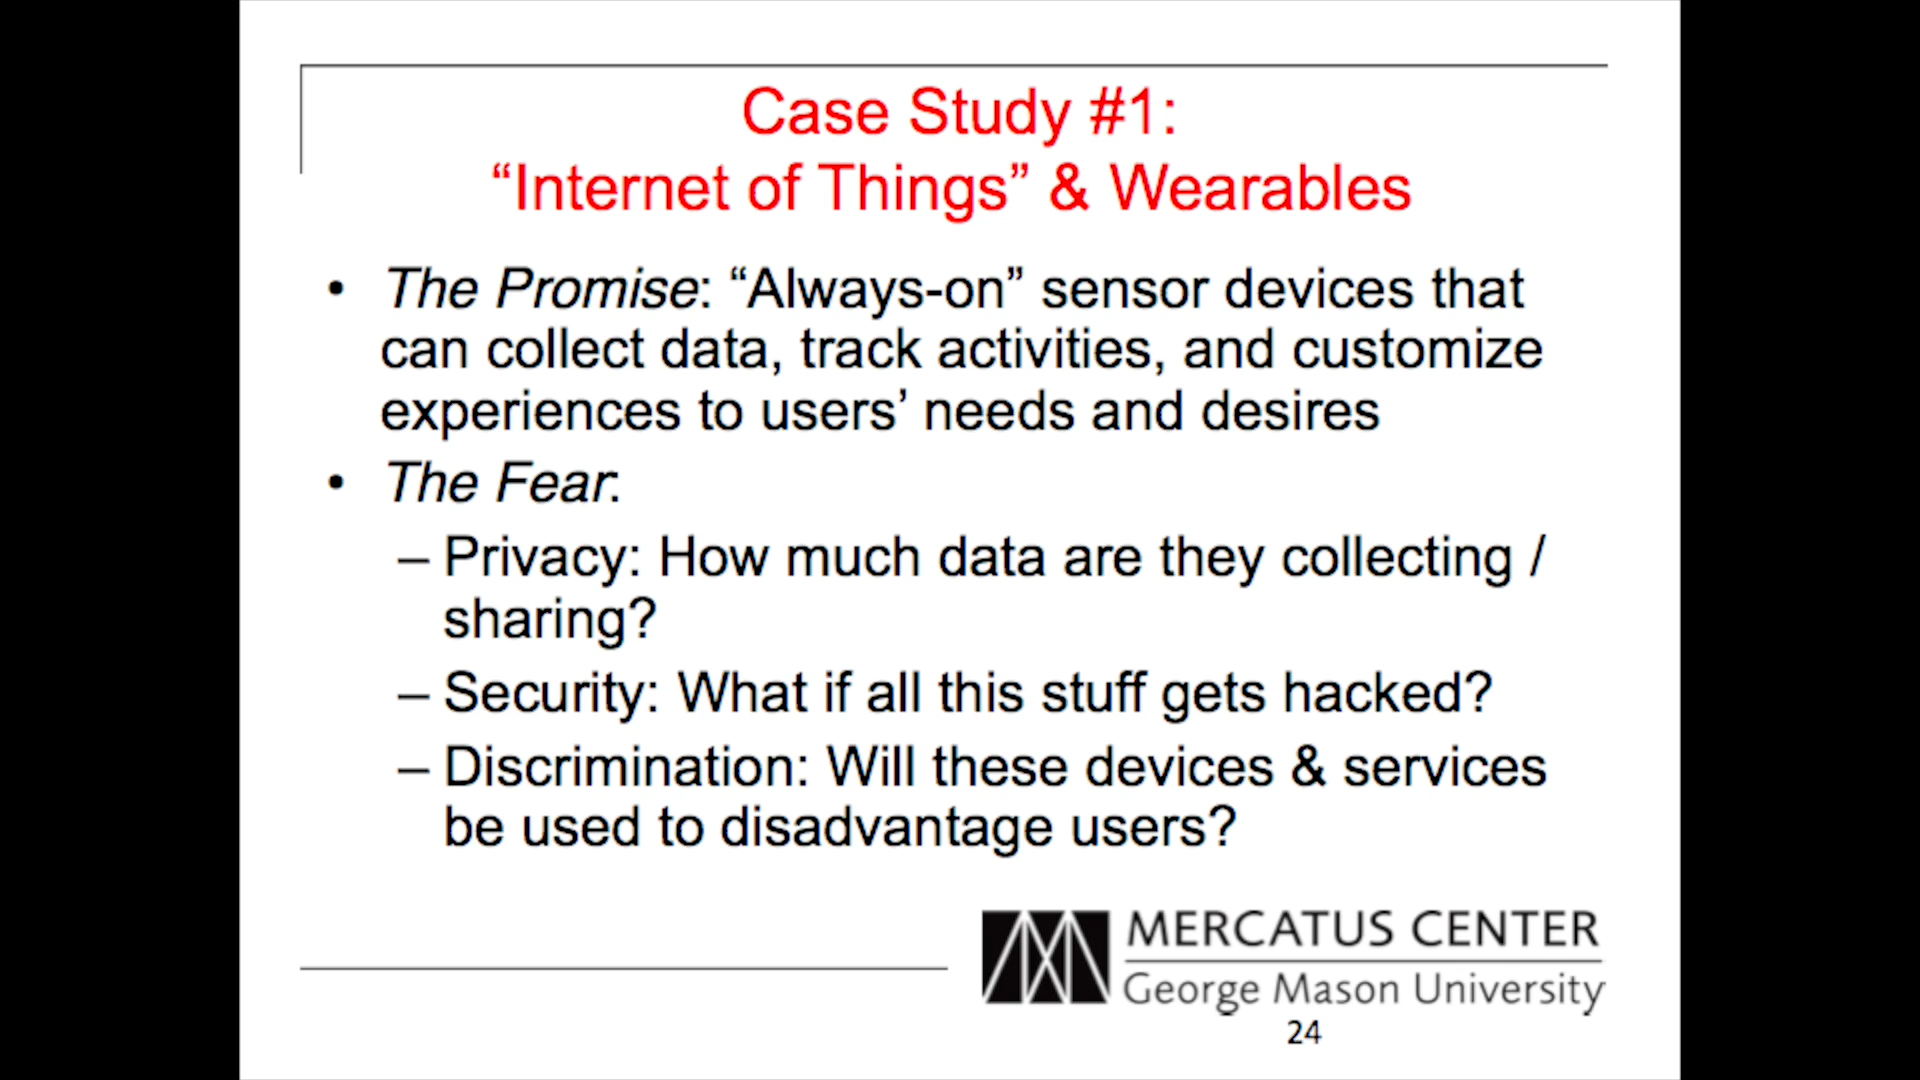 Case Study #1:
“Internet of Things” & Wearables
• The Promise: “Always-on” sensor devices that
can collect data, track activities, and customize
experiences to users’ needs and desires
• The Fear:
– Privacy: How much data are they collecting /
sharing?
– Security: What if all this stuff gets hacked?
– Discrimination: Will these devices & services
be used to disadvantage users?
MERCATUS CENTER
George Mason University
24